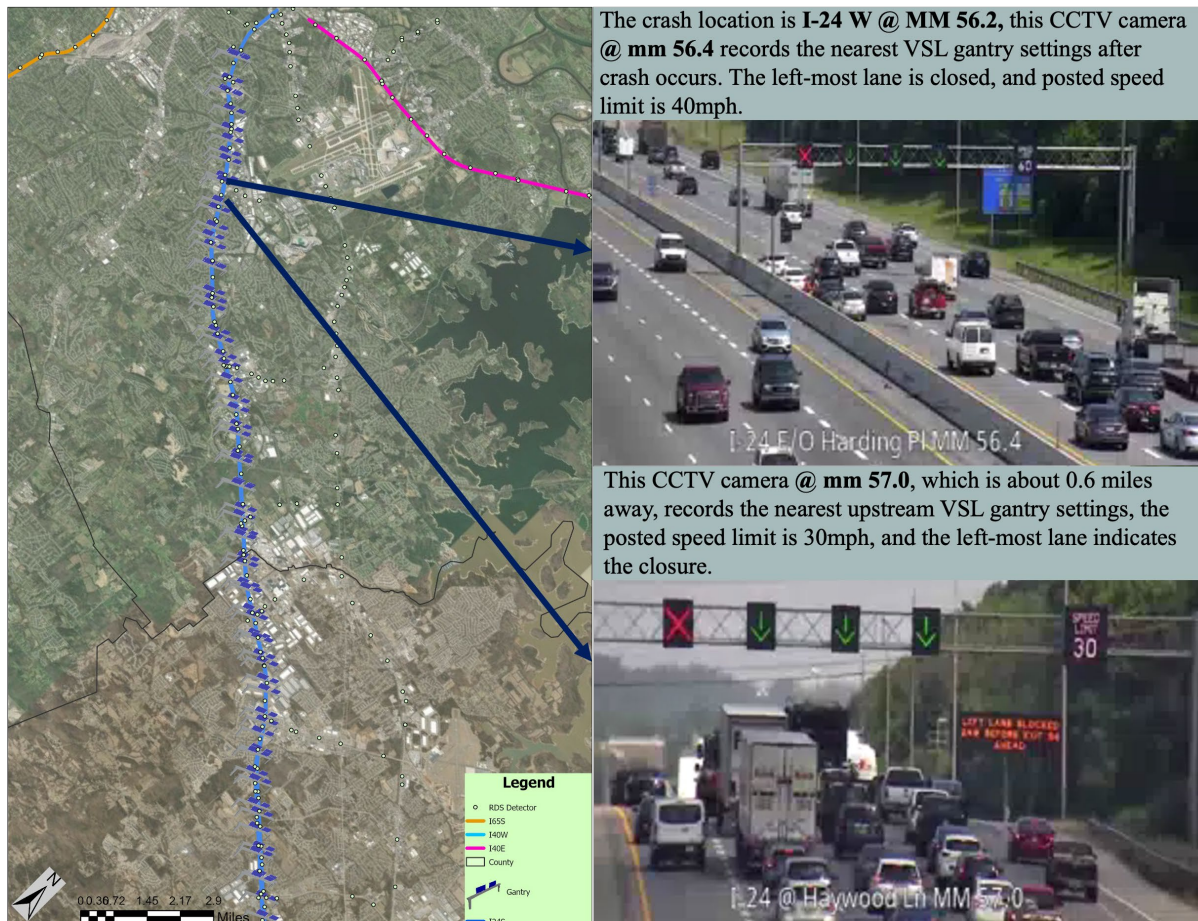 The crash location is I-24 W @ MM 56.2, this CCTV camera
@ mm 56.4 records the nearest VSL gantry settings after
crash occurs. The left-most lane is closed, and posted speed
limit is 40mph.
I-24 E/O Harding Pl MM 56.4
This CCTV camera @ mm 57.0, which is about 0.6 miles
away, records the nearest upstream VSL gantry settings, the
posted speed limit is 30mph, and the left-most lane indicates
the closure.
SPEED
LIMIT
30
LEFT LANE BLOCKED
AHEAD
I-24 @ Haywood Ln MM 57.0
Legend
RDS Detector
I65S
I40W
I40E
County
Gantry
I24S
N
0 0.36 0.72 1.45 2.17 2.9
Miles